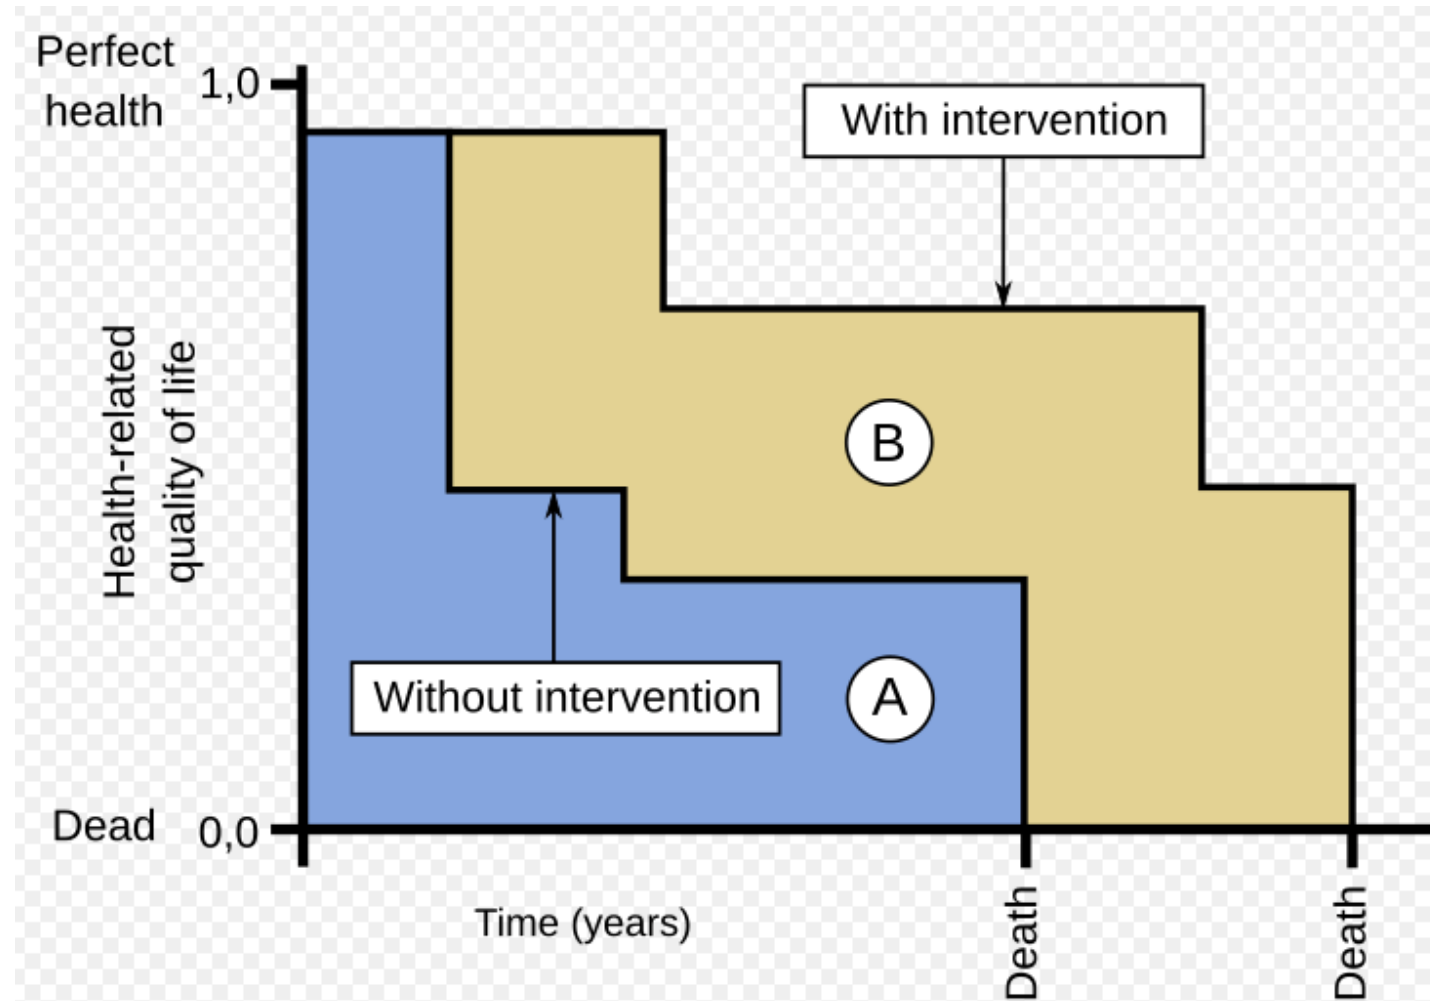 Perfect
health
1,0
With intervention
Health-related
quality of life
B
Without intervention
A
Dead
0,0
Time (years)
Death
Death